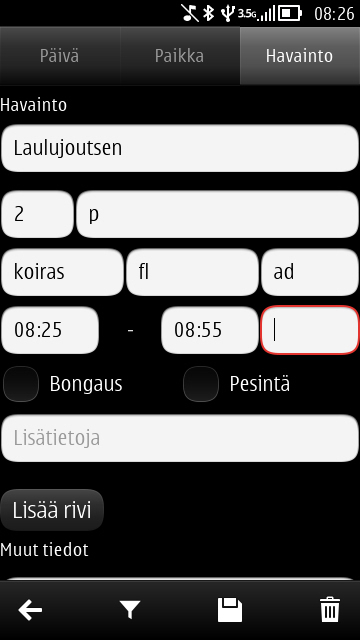 3.5G 08:26
Päivä Paikka Havainto
Havainto
Laulujoutsen
2 p
koiras fl ad
08:25 - 08:55
Bongaus Pesintä
Lisätietoja
Lisää rivi
Muut tiedot